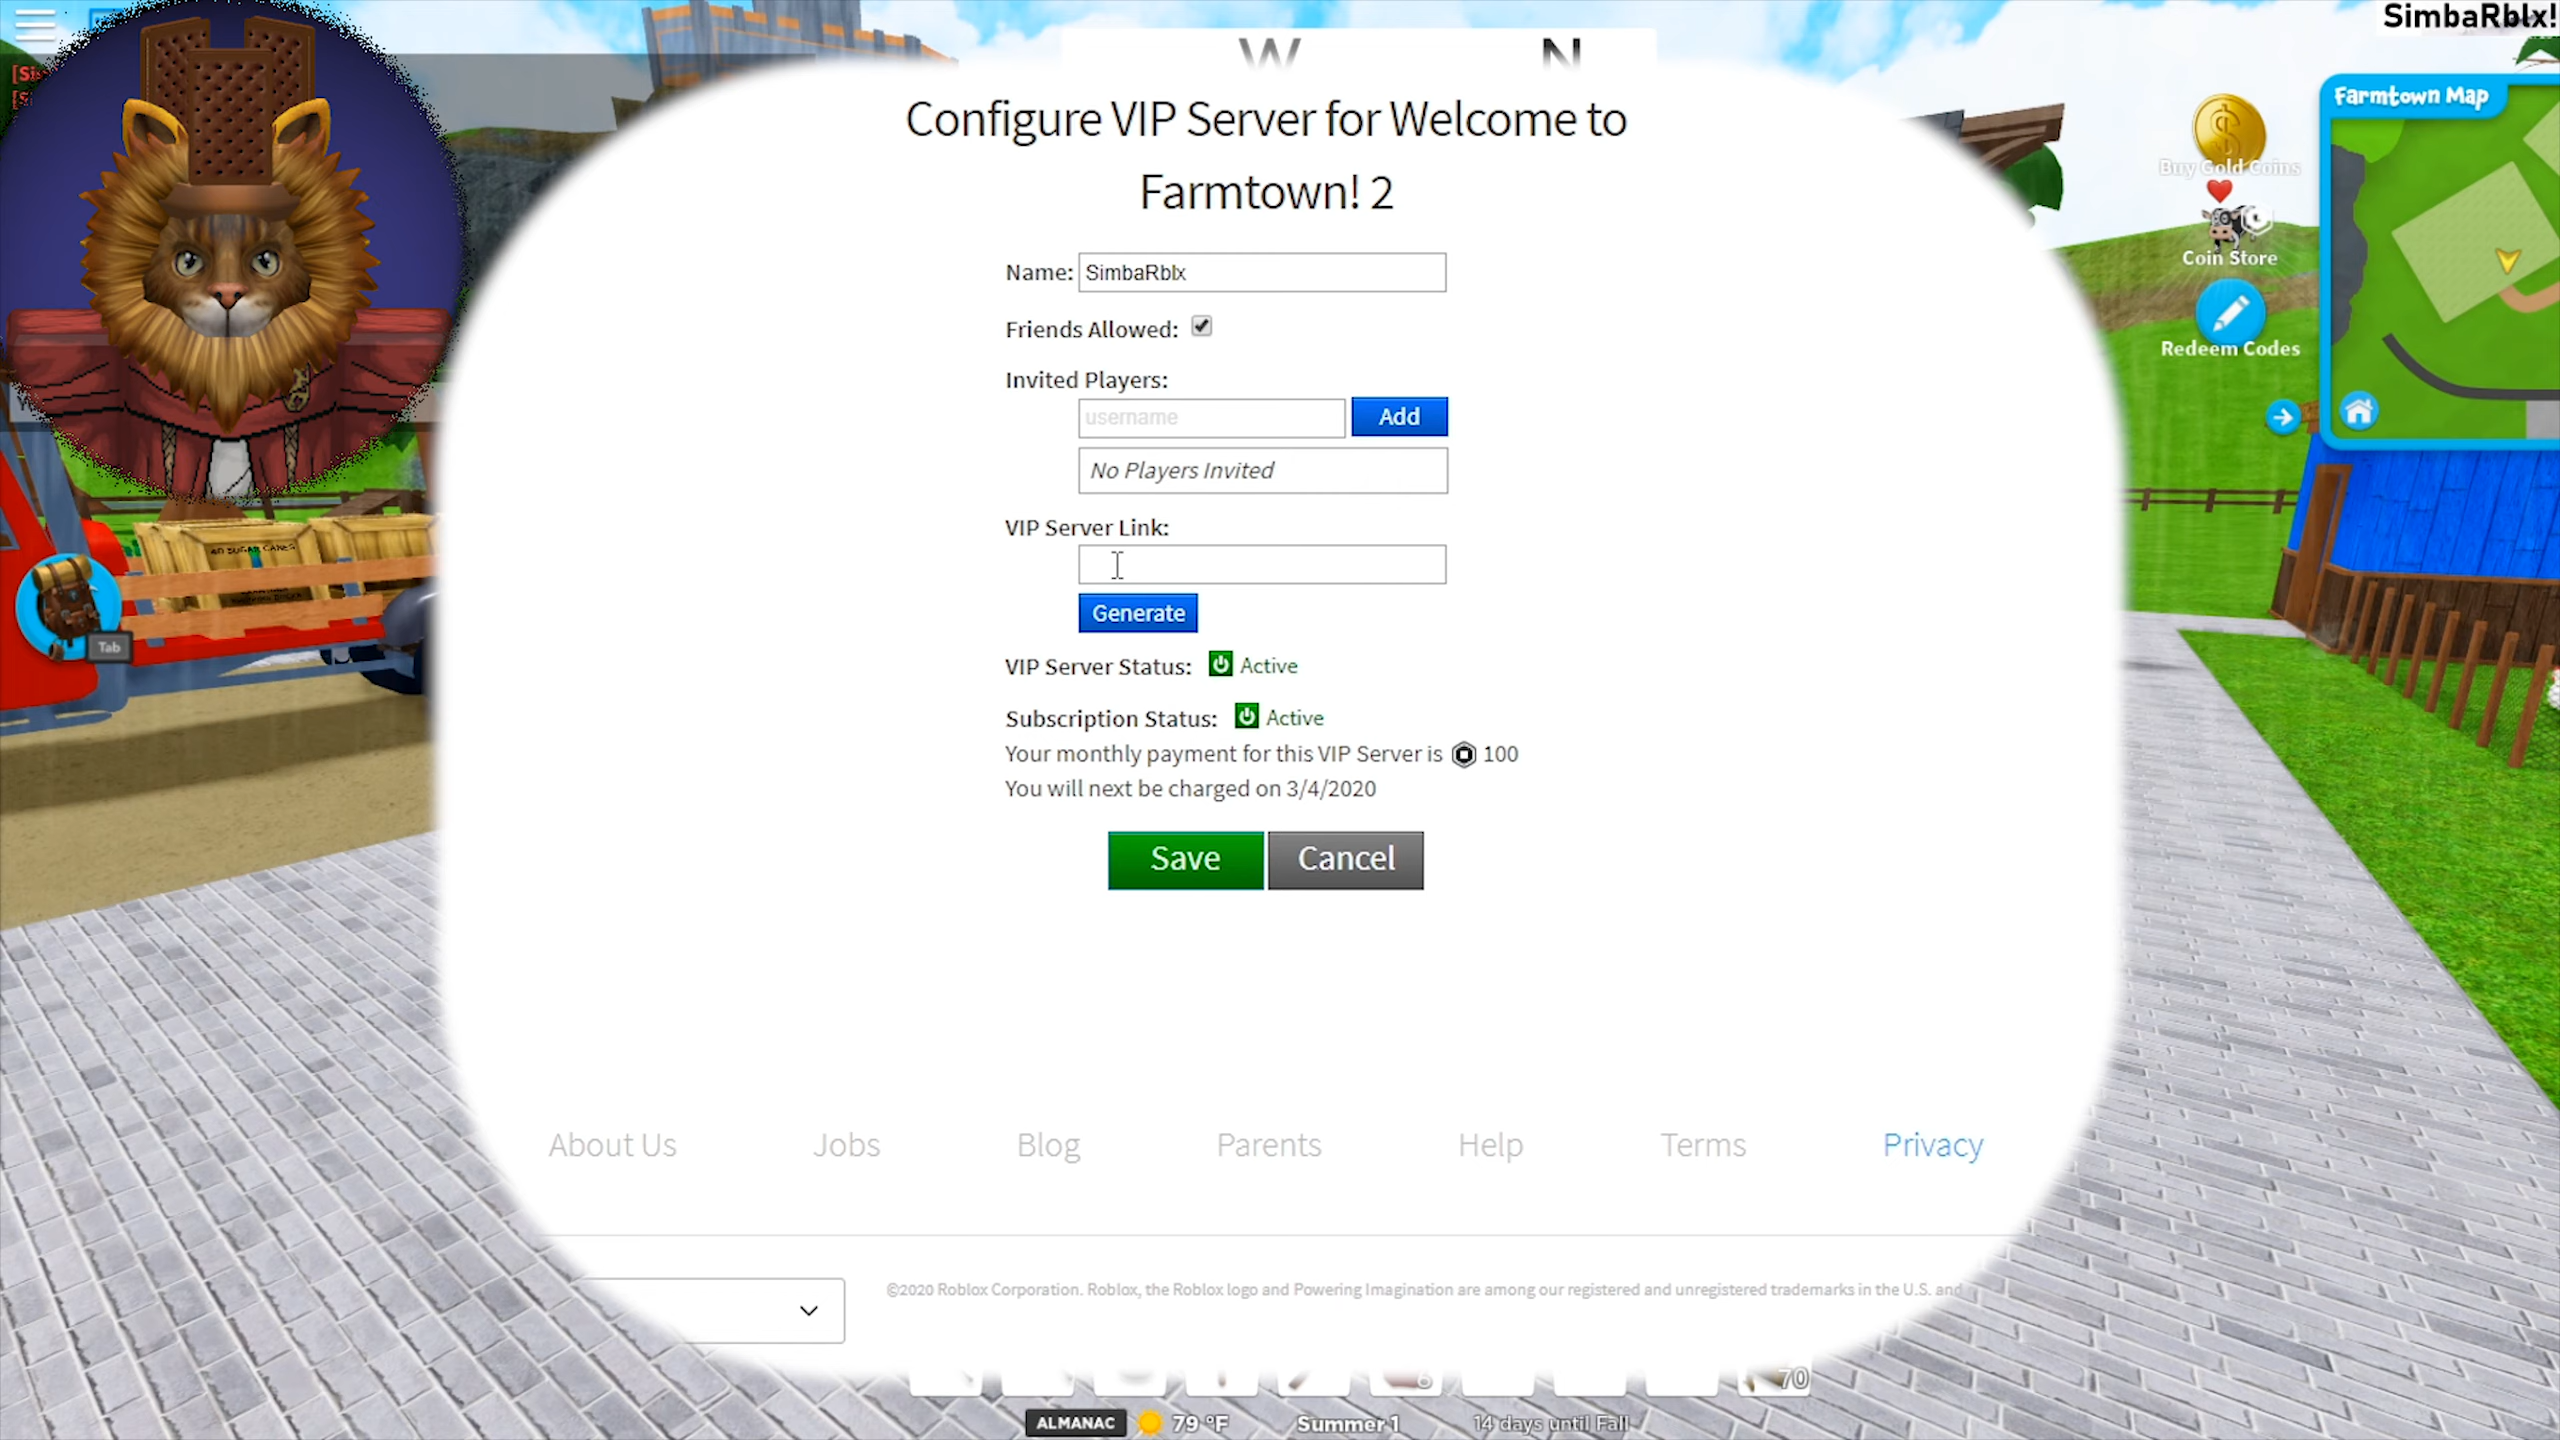 SimbaRblx!
W N
Farmtown Map
Configure VIP Server for Welcome to
Farmtown! 2
Buy Gold Coins
Coin Store
Redeem Codes
Name: SimbaRblx
Friends Allowed:
Invited Players:
username Add
No Players Invited
VIP Server Link:
Generate
40 SUGAR CANES
Tab
VIP Server Status: Active
Subscription Status: Active
Your monthly payment for this VIP Server is 100
You will next be charged on 3/4/2020
Save Cancel
About Us Jobs Blog Parents Help Terms Privacy
©2020 Roblox Corporation. Roblox, the Roblox logo and Powering Imagination are among our registered and unregistered trademarks in the U.S. and
6 70
ALMANAC 79 °F Summer 1 14 days until Fall